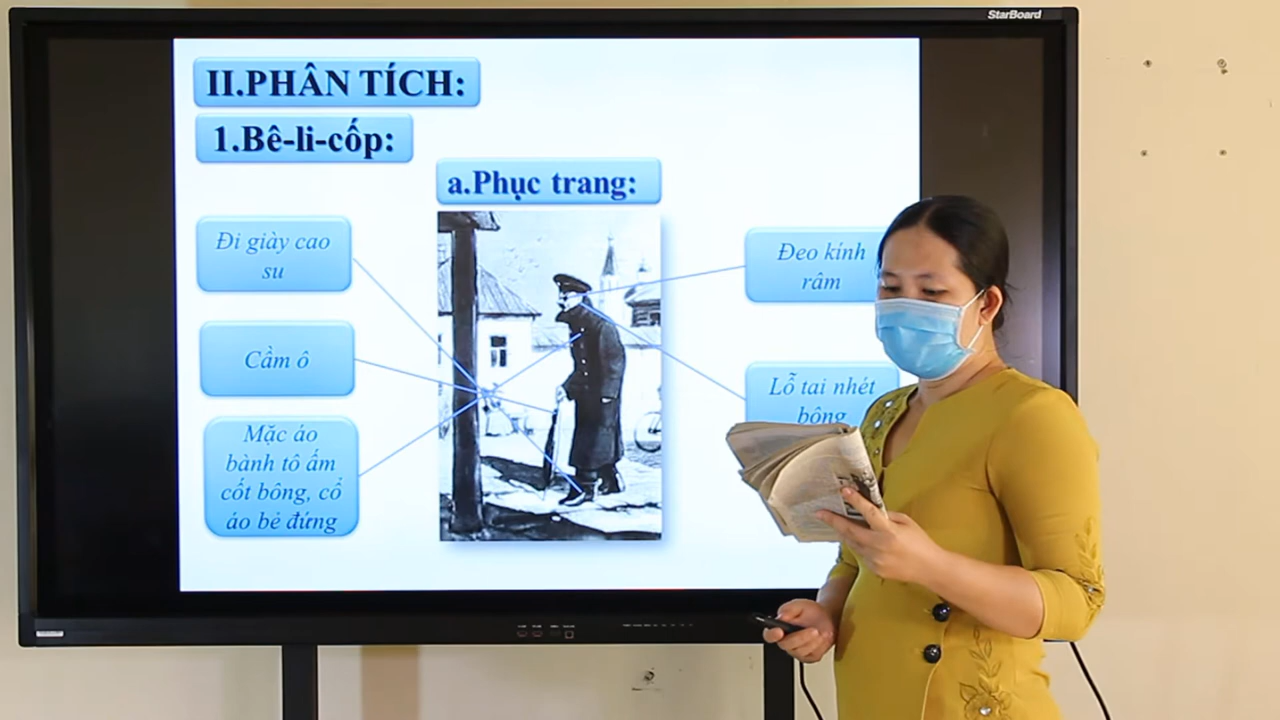 StarBoard
II.PHÂN TÍCH:
1.Bê-li-cốp:
a.Phục trang:
Đi giày cao
su
Cầm ô
Mặc áo
bành tô ấm
cốt bông, cổ
áo bẻ đứng
Đeo kính
râm
Lỗ tai nhét
bông